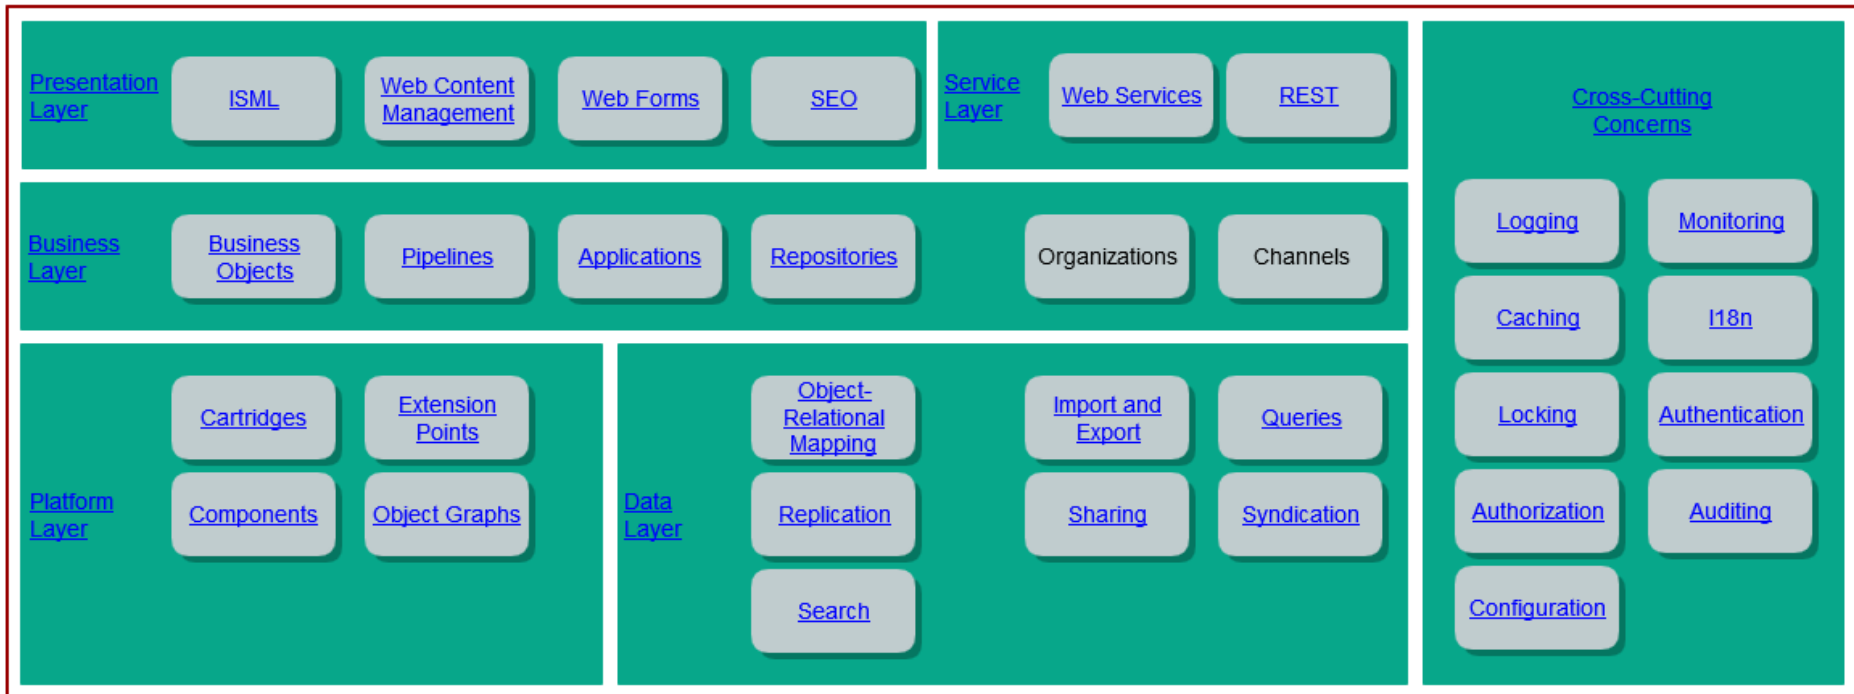 Presentation
Layer
ISML
Web Content
Management
Web Forms
SEO
Service
Layer
Web Services
REST
Business
Layer
Business
Objects
Pipelines
Applications
Repositories
Organizations
Channels
Platform
Layer
Cartridges
Extension
Points
Components
Object Graphs
Data
Layer
Object-
Relational
Mapping
Import and
Export
Queries
Replication
Sharing
Syndication
Search
Cross-Cutting
Concerns
Logging
Monitoring
Caching
I18n
Locking
Authentication
Authorization
Auditing
Configuration